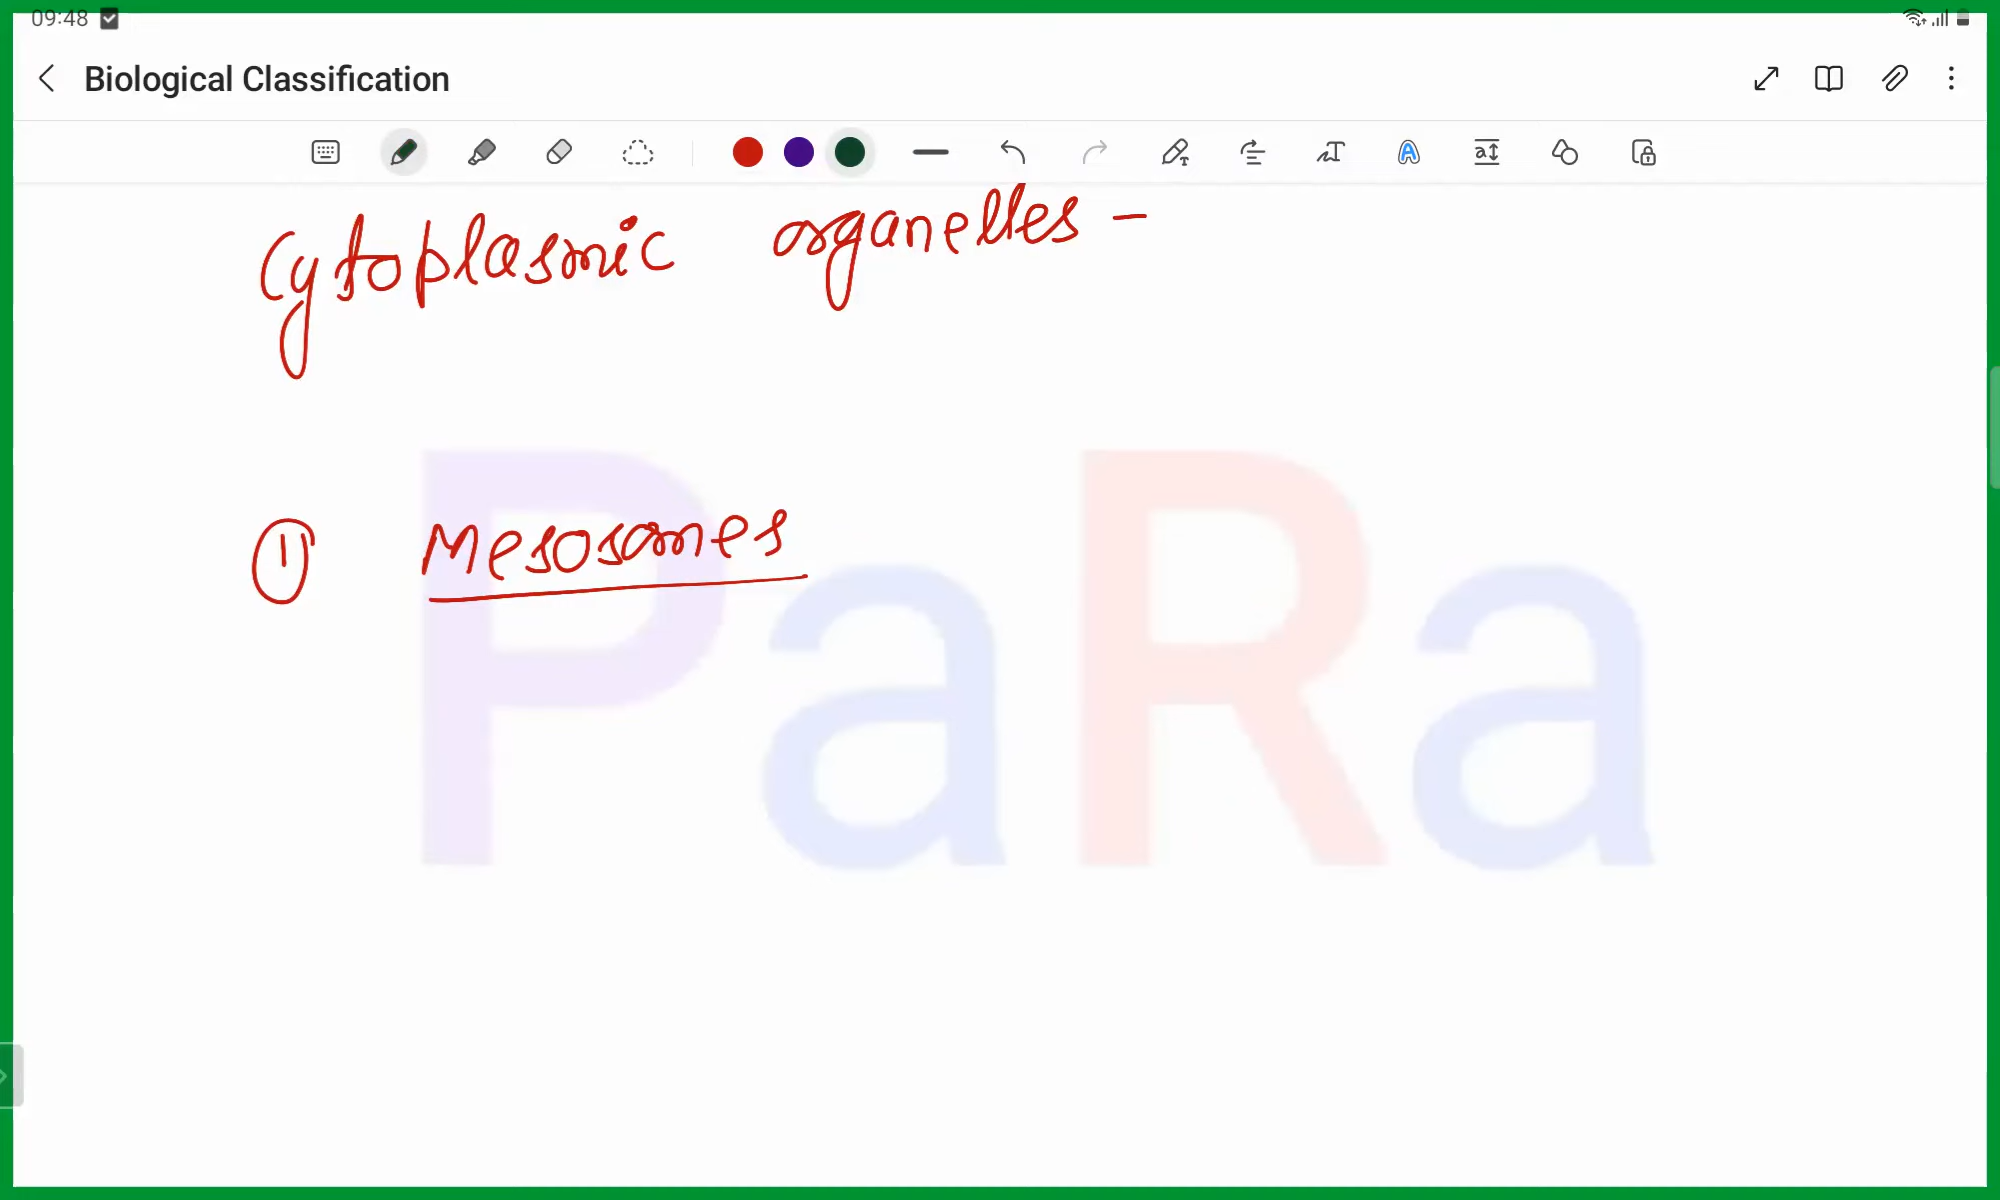 09:48
Biological Classification
Cytoplasmic organelles -
① Mesosomes
PaRa